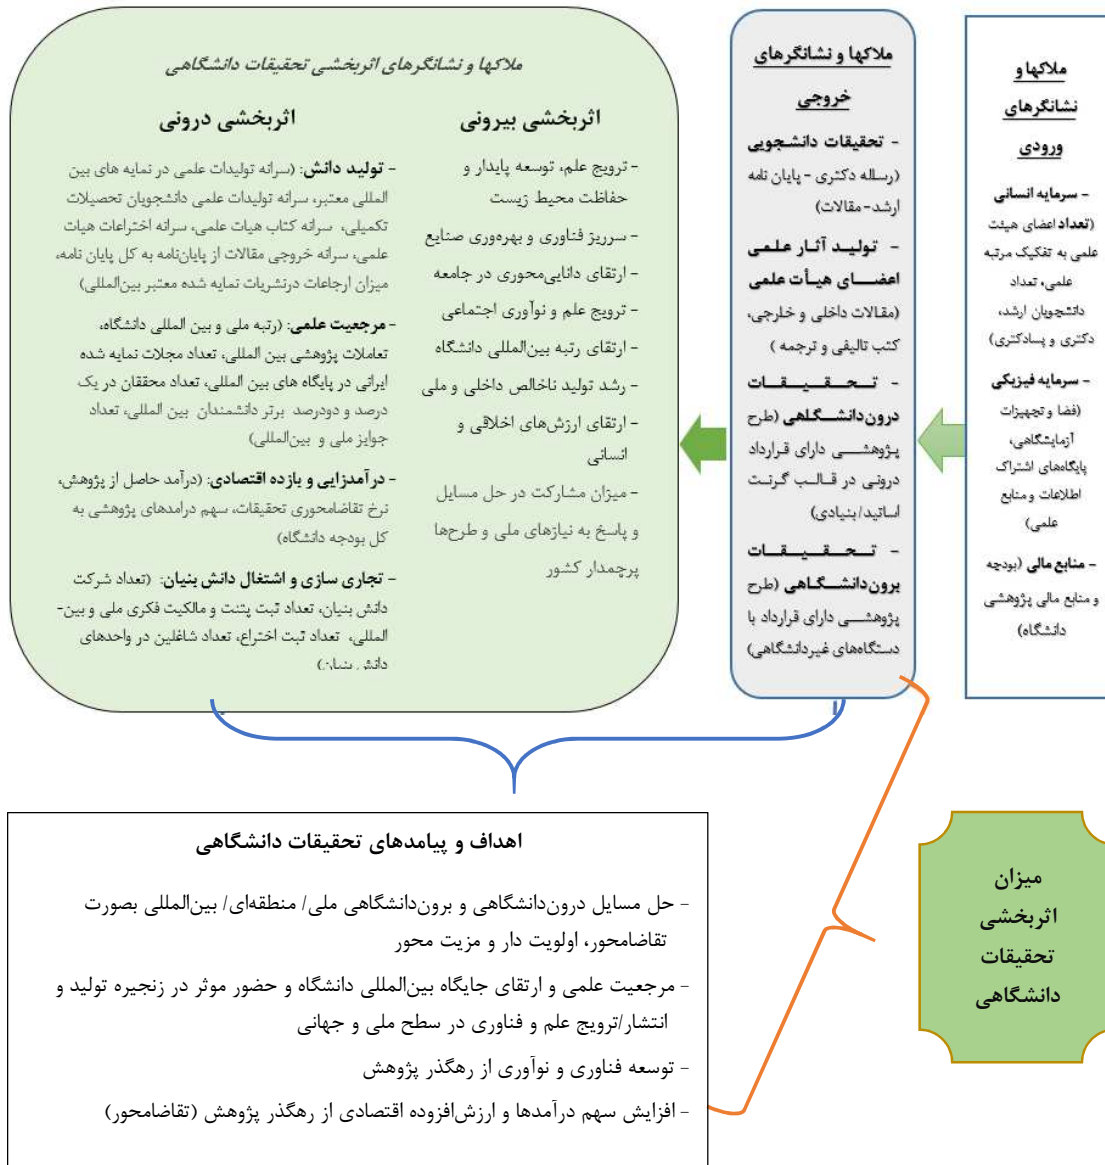 ملاکها و
نشانگرهای
ورودی
- سرمایه انسانی
(تعداد اعضای هیئت
علمی به تفکیک مرتبه
علمی، تعداد
دانشجویان ارشد،
دکتری و پسادکتری)
- سرمایه فیزیکی
(فضا و تجهیزات
آزمایشگاهی،
پایگاه‌های اشتراک
اطلاعات و منابع
علمی)
- منابع مالی (بودجه
و منابع مالی پژوهشی
دانشگاه)
ملاکها و نشانگرهای
خروجی
- تحقیقات دانشجویی
(رساله دکتری - پایان نامه
ارشد- مقالات)
- تولید آثار علمی
اعضای هیأت علمی
(مقالات داخلی و خارجی،
کتب تالیفی و ترجمه )
- تحقیقات
درون‌دانشگاهی (طرح
پژوهشی دارای قرارداد
درونی در قالب گرنت
اساتید/بنیادی)
- تحقیقات
برون‌دانشگاهی (طرح
پژوهشی دارای قرارداد با
دستگاه‌های غیردانشگاهی)
ملاکها و نشانگرهای اثربخشی تحقیقات دانشگاهی
اثربخشی بیرونی
- ترویج علم، توسعه پایدار و
حفاظت محیط زیست
- سرریز فناوری و بهره‌وری صنایع
- ارتقای دانایی‌محوری در جامعه
- ترویج علم و نوآوری اجتماعی
- ارتقای رتبه بین‌المللی دانشگاه
- رشد تولید ناخالص داخلی و ملی
- ارتقای ارزش‌های اخلاقی و
انسانی
- میزان مشارکت در حل مسایل
و پاسخ به نیازهای ملی و طرح‌ها
پرچمدار کشور
اثربخشی درونی
- تولید دانش: (سرانه تولیدات علمی در نمایه های بین
المللی معتبر، سرانه تولیدات علمی دانشجویان تحصیلات
تکمیلی، سرانه کتاب هیات علمی، سرانه اختراعات هیات
علمی، سرانه خروجی مقالات از پایان‌نامه به کل پایان نامه،
میزان ارجاعات درنشریات نمایه شده معتبر بین‌المللی)
- مرجعیت علمی: (رتبه ملی و بین المللی دانشگاه،
تعاملات پژوهشی بین المللی، تعداد مجلات نمایه شده
ایرانی در پایگاه های بین المللی، تعداد محققان در یک
درصد و دودرصد برتر دانشمندان بین المللی، تعداد
جوایز ملی و بین‌المللی)
- درآمدزایی و بازده اقتصادی: (درآمد حاصل از پژوهش،
نرخ تقاضامحوری تحقیقات، سهم درامدهای پژوهشی به
کل بودجه دانشگاه)
- تجاری سازی و اشتغال دانش بنیان: (تعداد شرکت
دانش بنیان، تعداد ثبت پتنت و مالکیت فکری ملی و بین-
المللی، تعداد ثبت اختراع، تعداد شاغلین در واحدهای
دانش بنیان)
اهداف و پیامدهای تحقیقات دانشگاهی
- حل مسایل درون‌دانشگاهی و برون‌دانشگاهی ملی/ منطقه‌ای/ بین‌المللی بصورت
تقاضامحور، اولویت دار و مزیت محور
- مرجعیت علمی و ارتقای جایگاه بین‌المللی دانشگاه و حضور موثر در زنجیره تولید و
انتشار/ترویج علم و فناوری در سطح ملی و جهانی
- توسعه فناوری و نوآوری از رهگذر پژوهش
- افزایش سهم درآمدها و ارزش‌افزوده اقتصادی از رهگذر پژوهش (تقاضامحور)
میزان
اثربخشی
تحقیقات
دانشگاهی